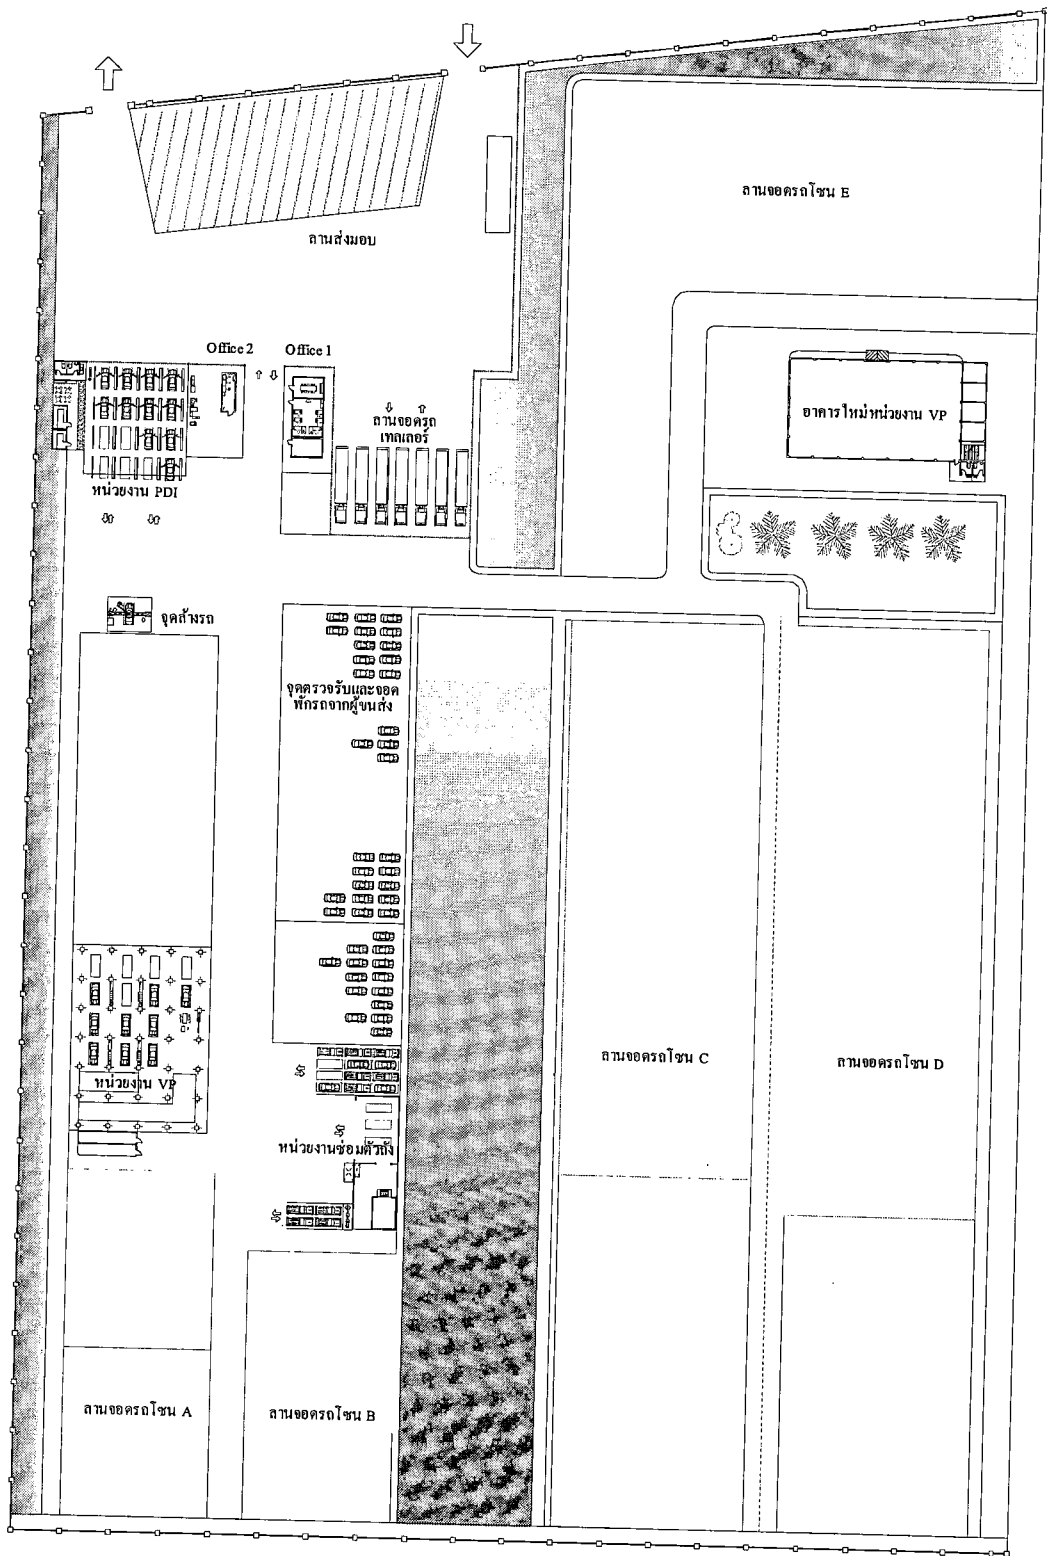 ลานจอดรถโซน E
ลานส่งมอบ
Office 2
Office 1
ลานจอดรถ
เทลเลอร์
อาคารใหม่หน่วยงาน VP
หน่วยงาน PDI
จุดล้างรถ
จุดตรวจรับและจอด
พักรถจากผู้ขนส่ง
ลานจอดรถโซน C
ลานจอดรถโซน D
หน่วยงาน VP
หน่วยงานซ่อมตัวถัง
ลานจอดรถโซน A
ลานจอดรถโซน B